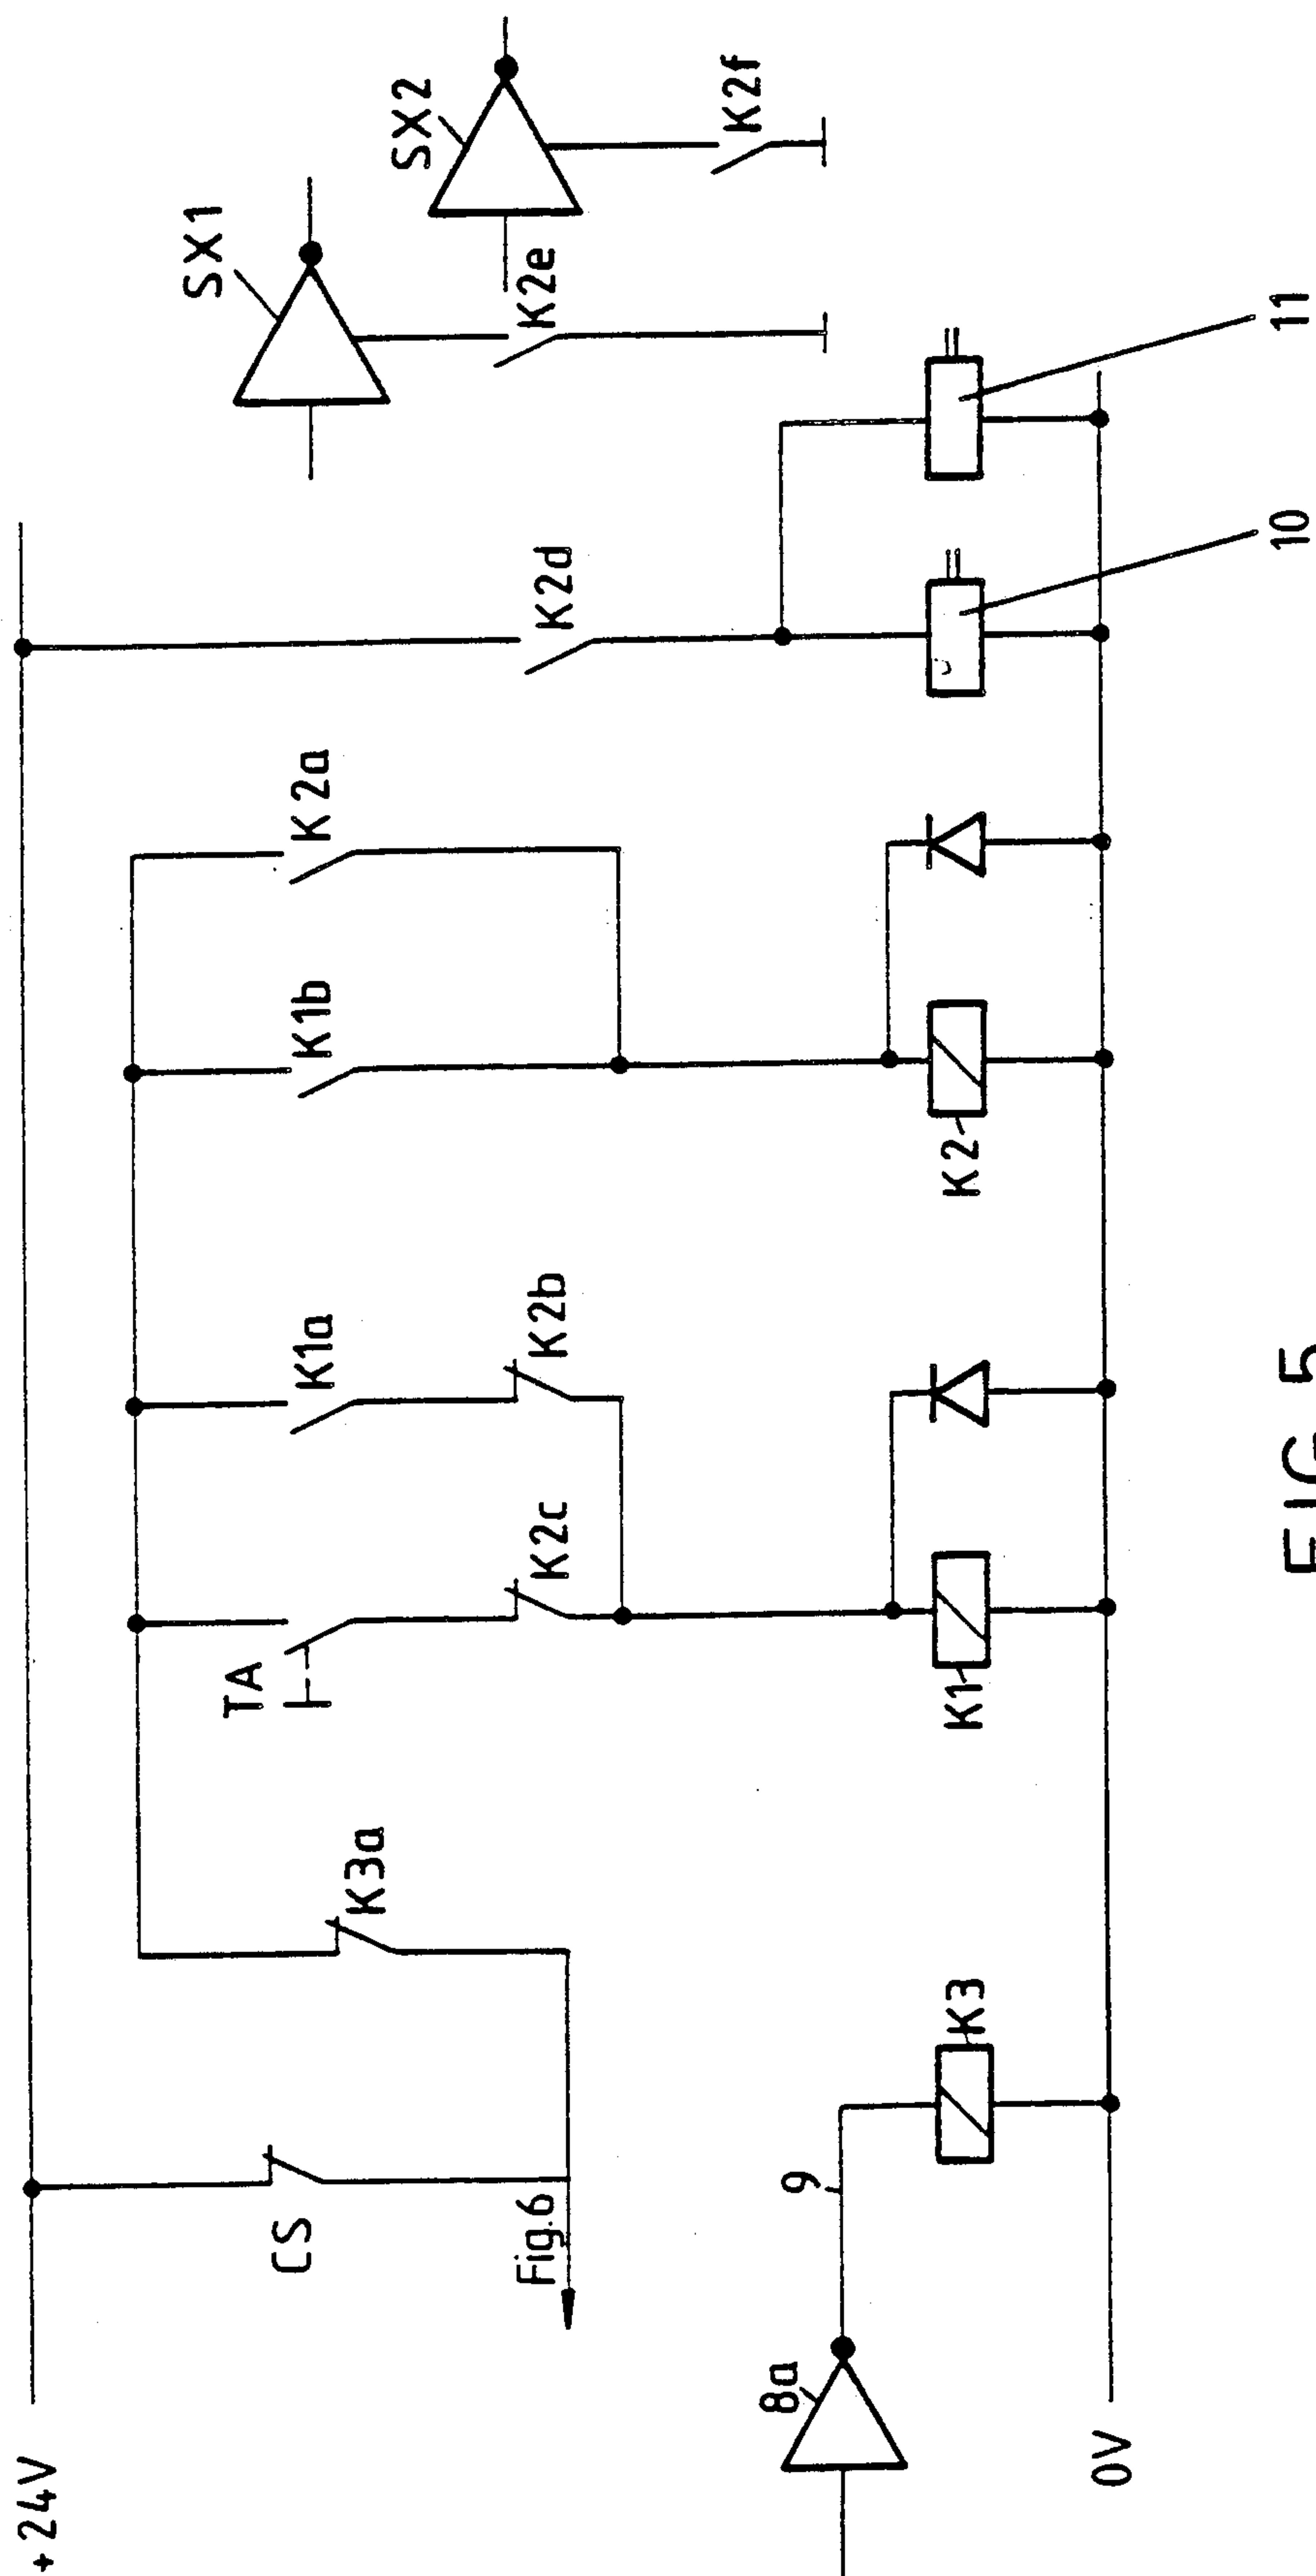 +24V
CS
Fig.6
8a
9
0V
K3
K3a
TA
K2c
K1
K1a
K2b
K1b
K2
K2a
K2d
10
11
SX1
K2e
SX2
K2f
FIG 5